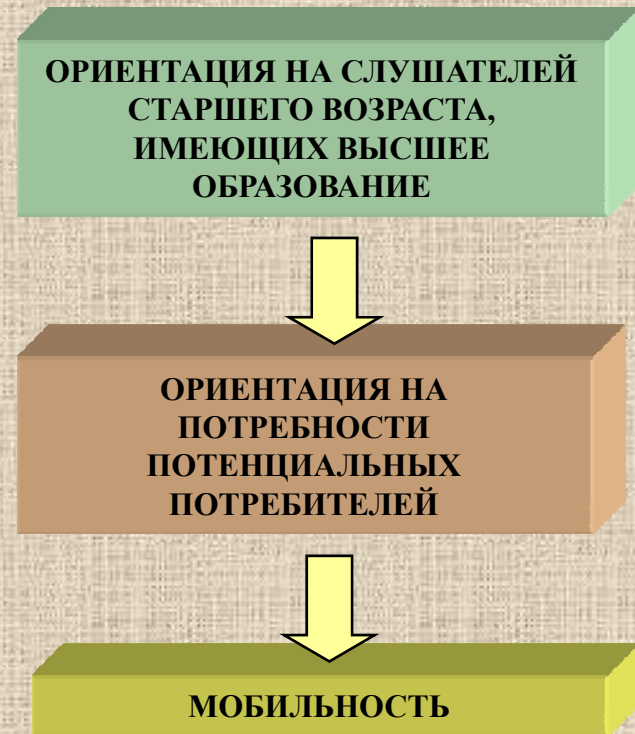 ОРИЕНТАЦИЯ НА СЛУШАТЕЛЕЙ
СТАРШЕГО ВОЗРАСТА,
ИМЕЮЩИХ ВЫСШЕЕ
ОБРАЗОВАНИЕ
ОРИЕНТАЦИЯ НА
ПОТРЕБНОСТИ
ПОТЕНЦИАЛЬНЫХ
ПОТРЕБИТЕЛЕЙ
МОБИЛЬНОСТЬ